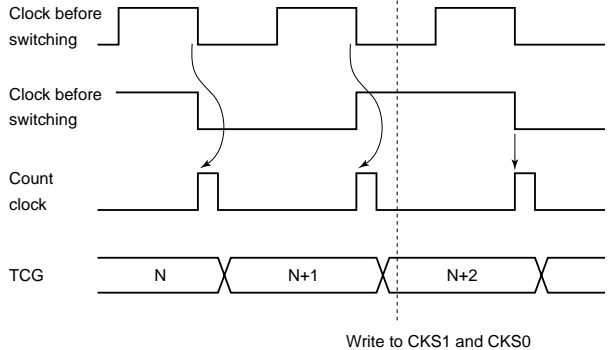 Clock before
switching
Clock before
switching
Count
clock
TCG
N
N+1
N+2
Write to CKS1 and CKS0